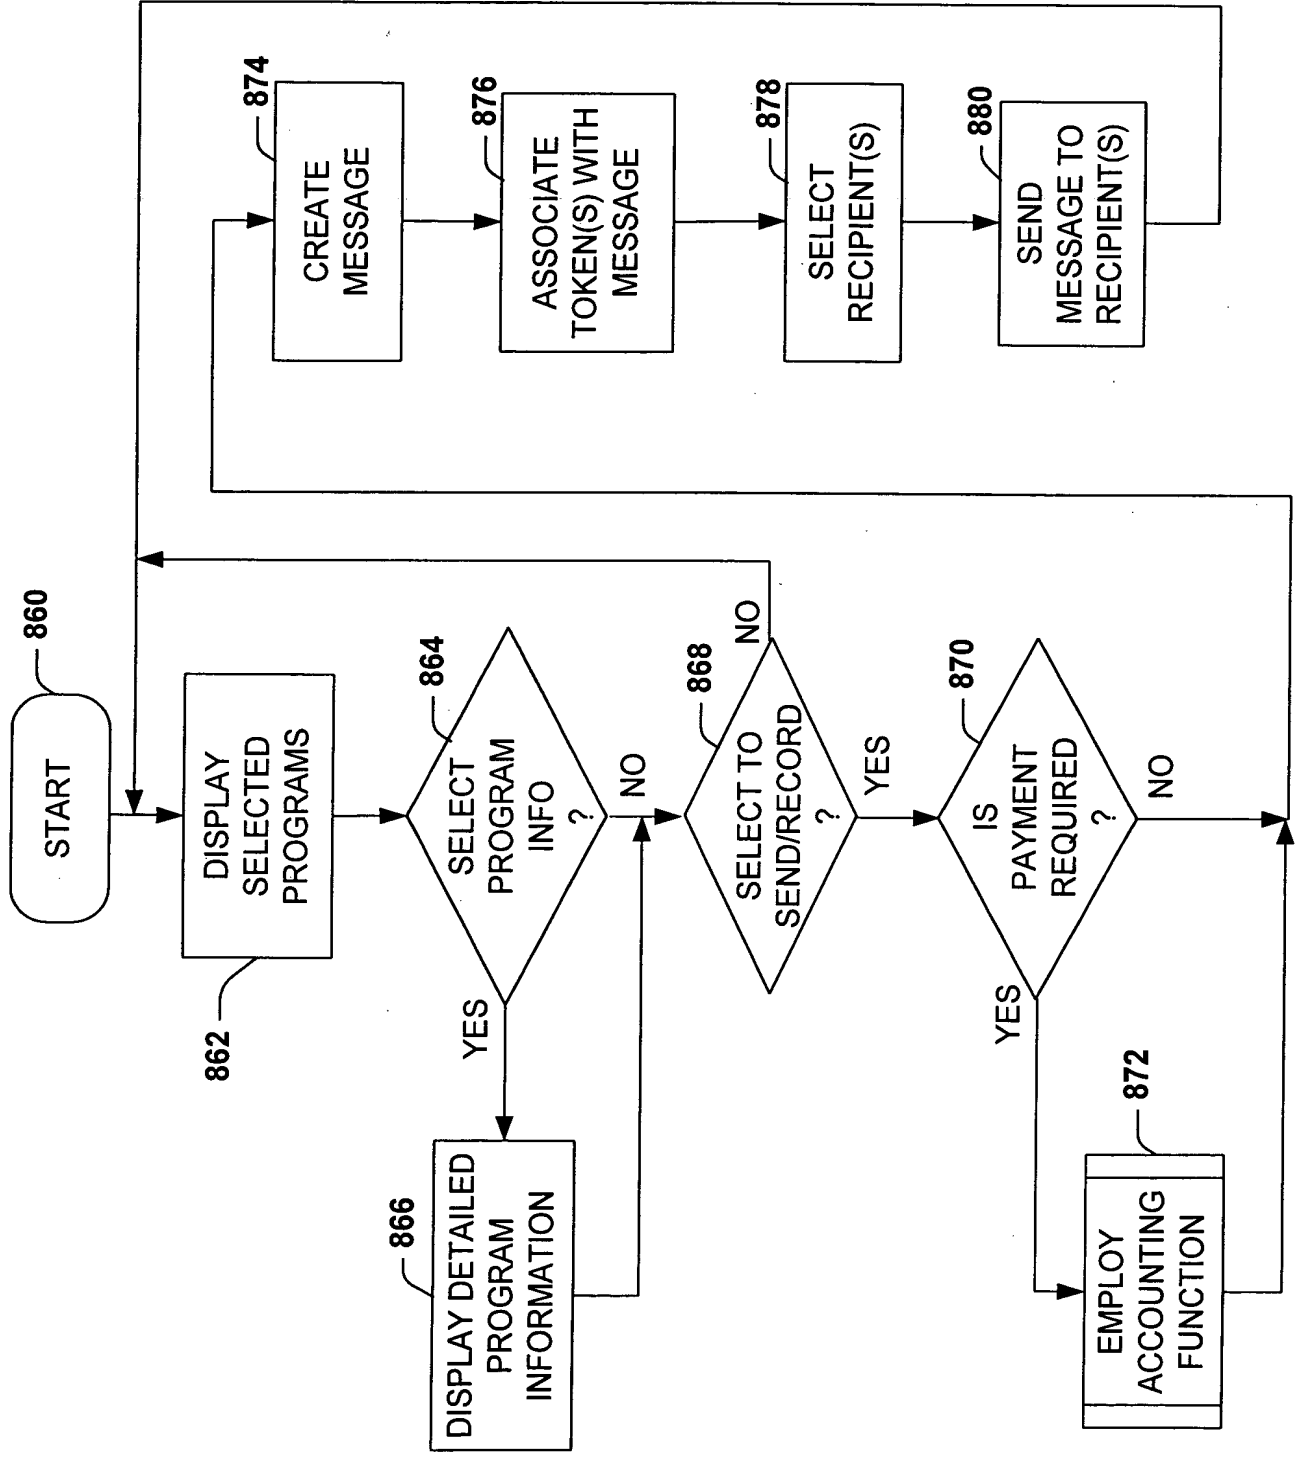 START
860
DISPLAY
SELECTED
PROGRAMS
862
SELECT
PROGRAM
INFO
?
864
YES
NO
DISPLAY DETAILED
PROGRAM
INFORMATION
866
SELECT TO
SEND/RECORD
?
868
NO
YES
IS
PAYMENT
REQUIRED
?
870
YES
NO
EMPLOY
ACCOUNTING
FUNCTION
872
CREATE
MESSAGE
874
ASSOCIATE
TOKEN(S) WITH
MESSAGE
876
SELECT
RECIPIENT(S)
878
SEND
MESSAGE TO
RECIPIENT(S)
880